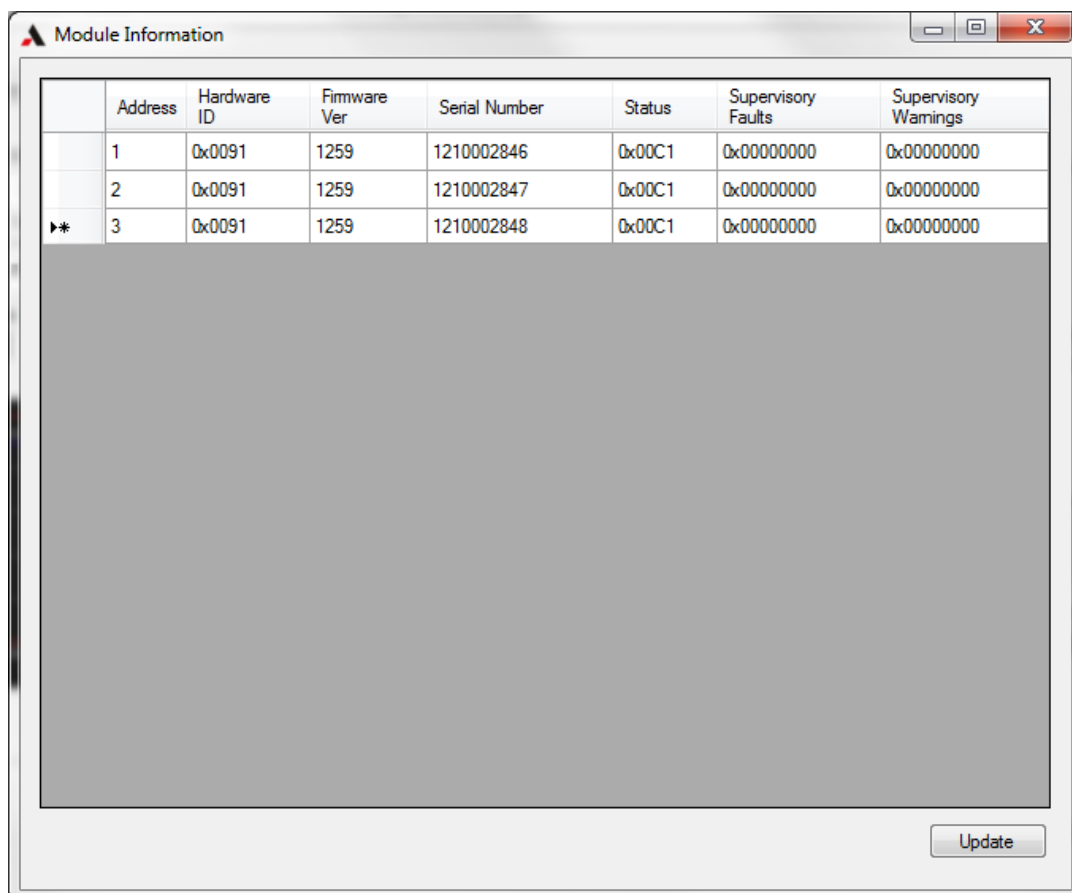 Module Information
Address Hardware ID Firmware Ver Serial Number Status Supervisory Faults Supervisory Warnings
1 0x0091 1259 1210002846 0x00C1 0x00000000 0x00000000
2 0x0091 1259 1210002847 0x00C1 0x00000000 0x00000000
3 0x0091 1259 1210002848 0x00C1 0x00000000 0x00000000
Update